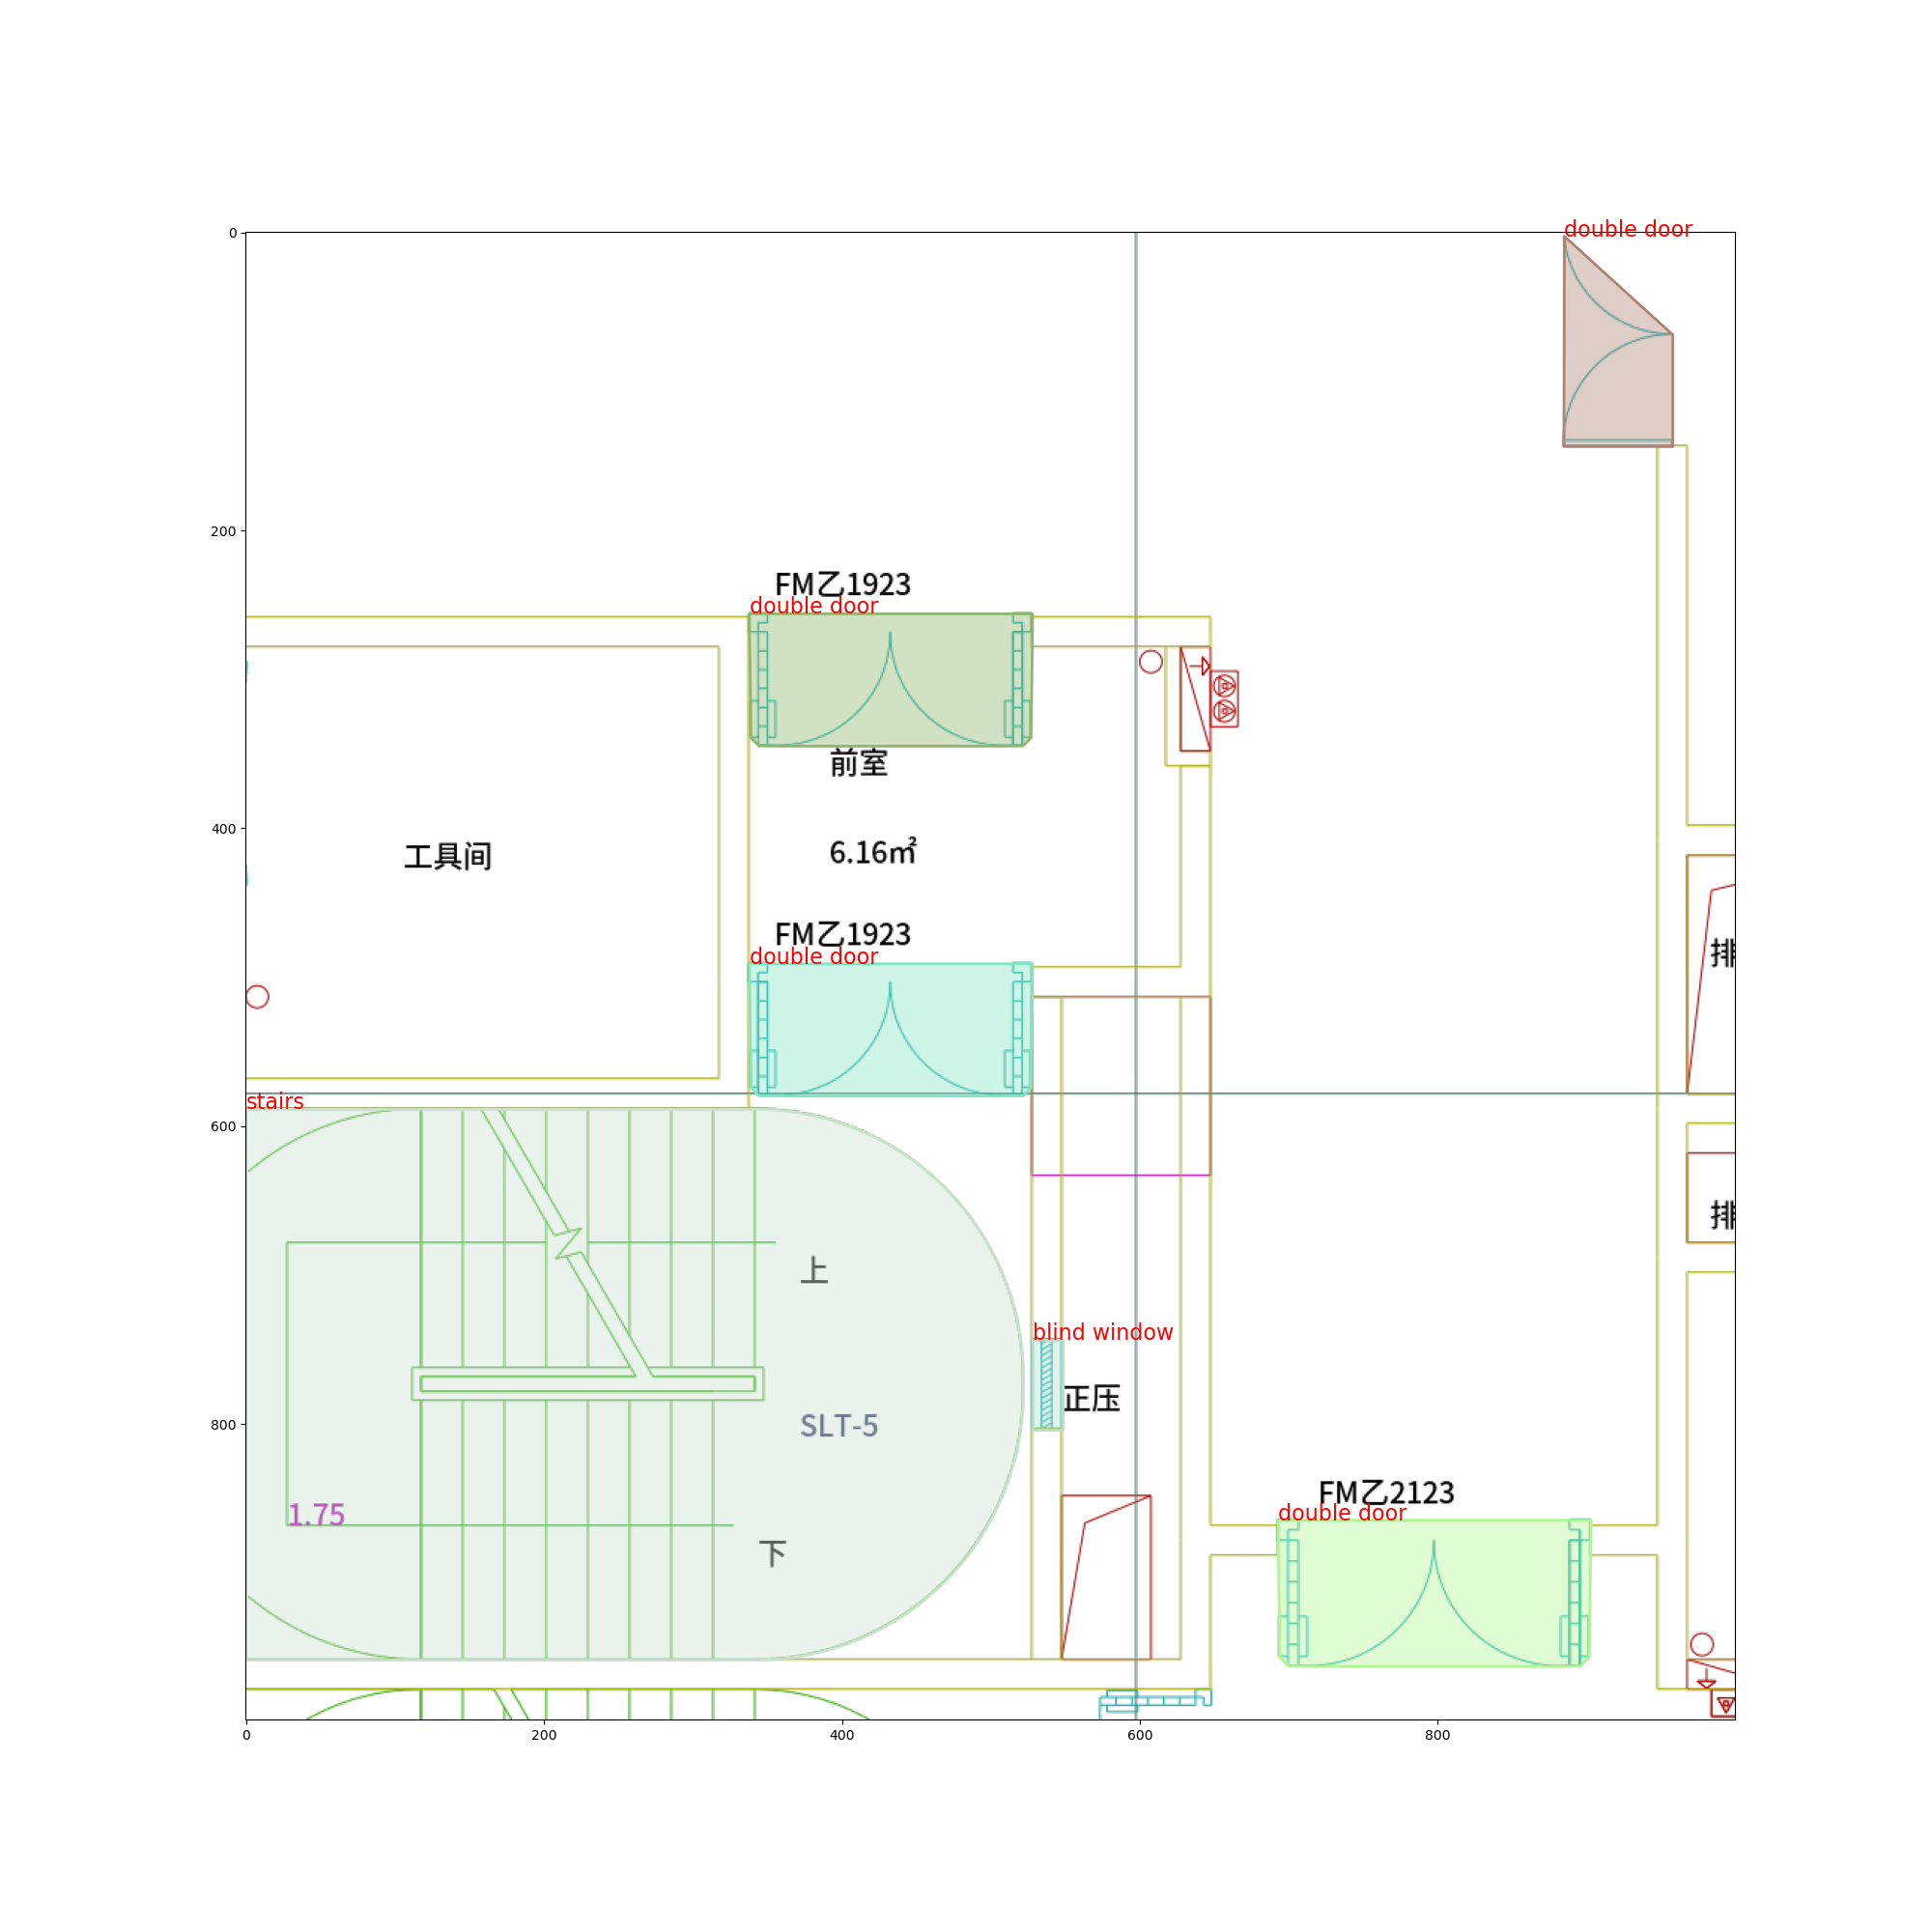 0
double door
200
FM乙1923
double door
前室
400
工具间
6.16㎡
FM乙1923
double door
排
stairs
600
排
上
blind window
正压
800
SLT-5
FM乙2123
1.75
double door
下
0
200
400
600
800